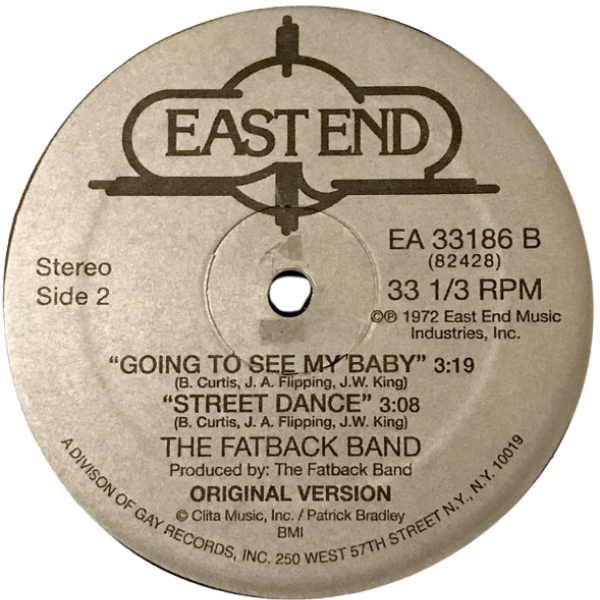 EAST END
Stereo
Side 2
EA 33186 B
(82428)
33 1/3 RPM
©℗ 1972 East End Music
Industries, Inc.
“GOING TO SEE MY BABY” 3:19
(B. Curtis, J. A. Flipping, J.W. King)
“STREET DANCE” 3:08
(B. Curtis, J. A. Flipping, J.W. King)
THE FATBACK BAND
Produced by: The Fatback Band
ORIGINAL VERSION
© Clita Music, Inc. / Patrick Bradley
BMI
A DIVISON OF GAY RECORDS, INC. 250 WEST 57TH STREET N.Y., N.Y. 10019